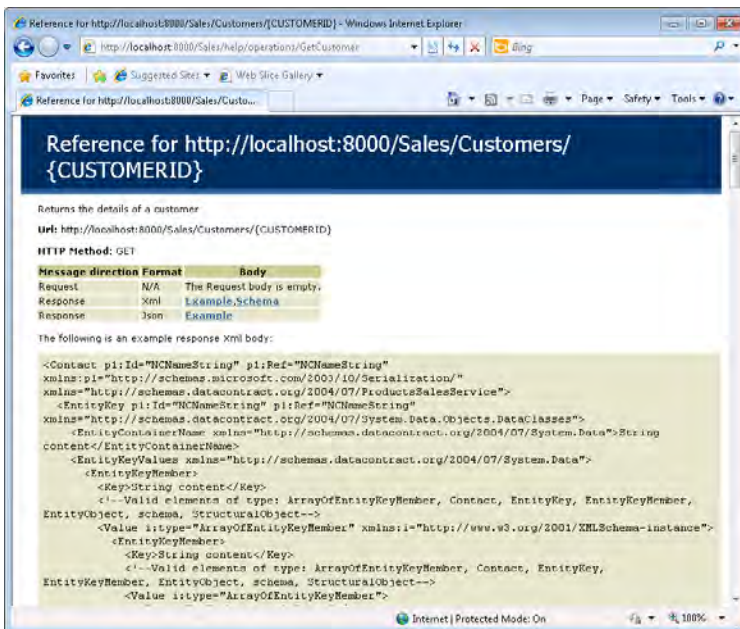 Reference for http://localhost:8000/Sales/Customers/{CUSTOMERID} - Windows Internet Explorer
http://localhost:8000/Sales/help/operations/GetCustomer
Bing
Favorites Suggested Sites Web Slice Gallery
Reference for http://localhost:8000/Sales/Custo... Page Safety Tools
Reference for http://localhost:8000/Sales/Customers/
{CUSTOMERID}
Returns the details of a customer
Url: http://localhost:8000/Sales/Customers/{CUSTOMERID}
HTTP Method: GET
Message direction Format Body
Request N/A The Request body is empty.
Response Xml Example,Schema
Response Json Example
The following is an example response Xml body:
<Contact p1:Id="NCNameString" p1:Ref="NCNameString"
xmlns:p1="http://schemas.microsoft.com/2003/10/Serialization/"
xmlns="http://schemas.datacontract.org/2004/07/ProductsSalesService">
<EntityKey p1:Id="NCNameString" p1:Ref="NCNameString"
xmlns="http://schemas.datacontract.org/2004/07/System.Data.Objects.DataClasses">
<EntityContainerName xmlns="http://schemas.datacontract.org/2004/07/System.Data">String
content</EntityContainerName>
<EntityKeyValues xmlns="http://schemas.datacontract.org/2004/07/System.Data">
<EntityKeyMember>
<Key>String content</Key>
<!--Valid elements of type: ArrayOfEntityKeyMember, Contact, EntityKey, EntityKeyMember,
EntityObject, schema, StructuralObject-->
<Value i:type="ArrayOfEntityKeyMember" xmlns:i="http://www.w3.org/2001/XMLSchema-instance">
<EntityKeyMember>
<Key>String content</Key>
<!--Valid elements of type: ArrayOfEntityKeyMember, Contact, EntityKey,
EntityKeyMember, EntityObject, schema, StructuralObject-->
<Value i:type="ArrayOfEntityKeyMember">
Internet | Protected Mode: On 100%